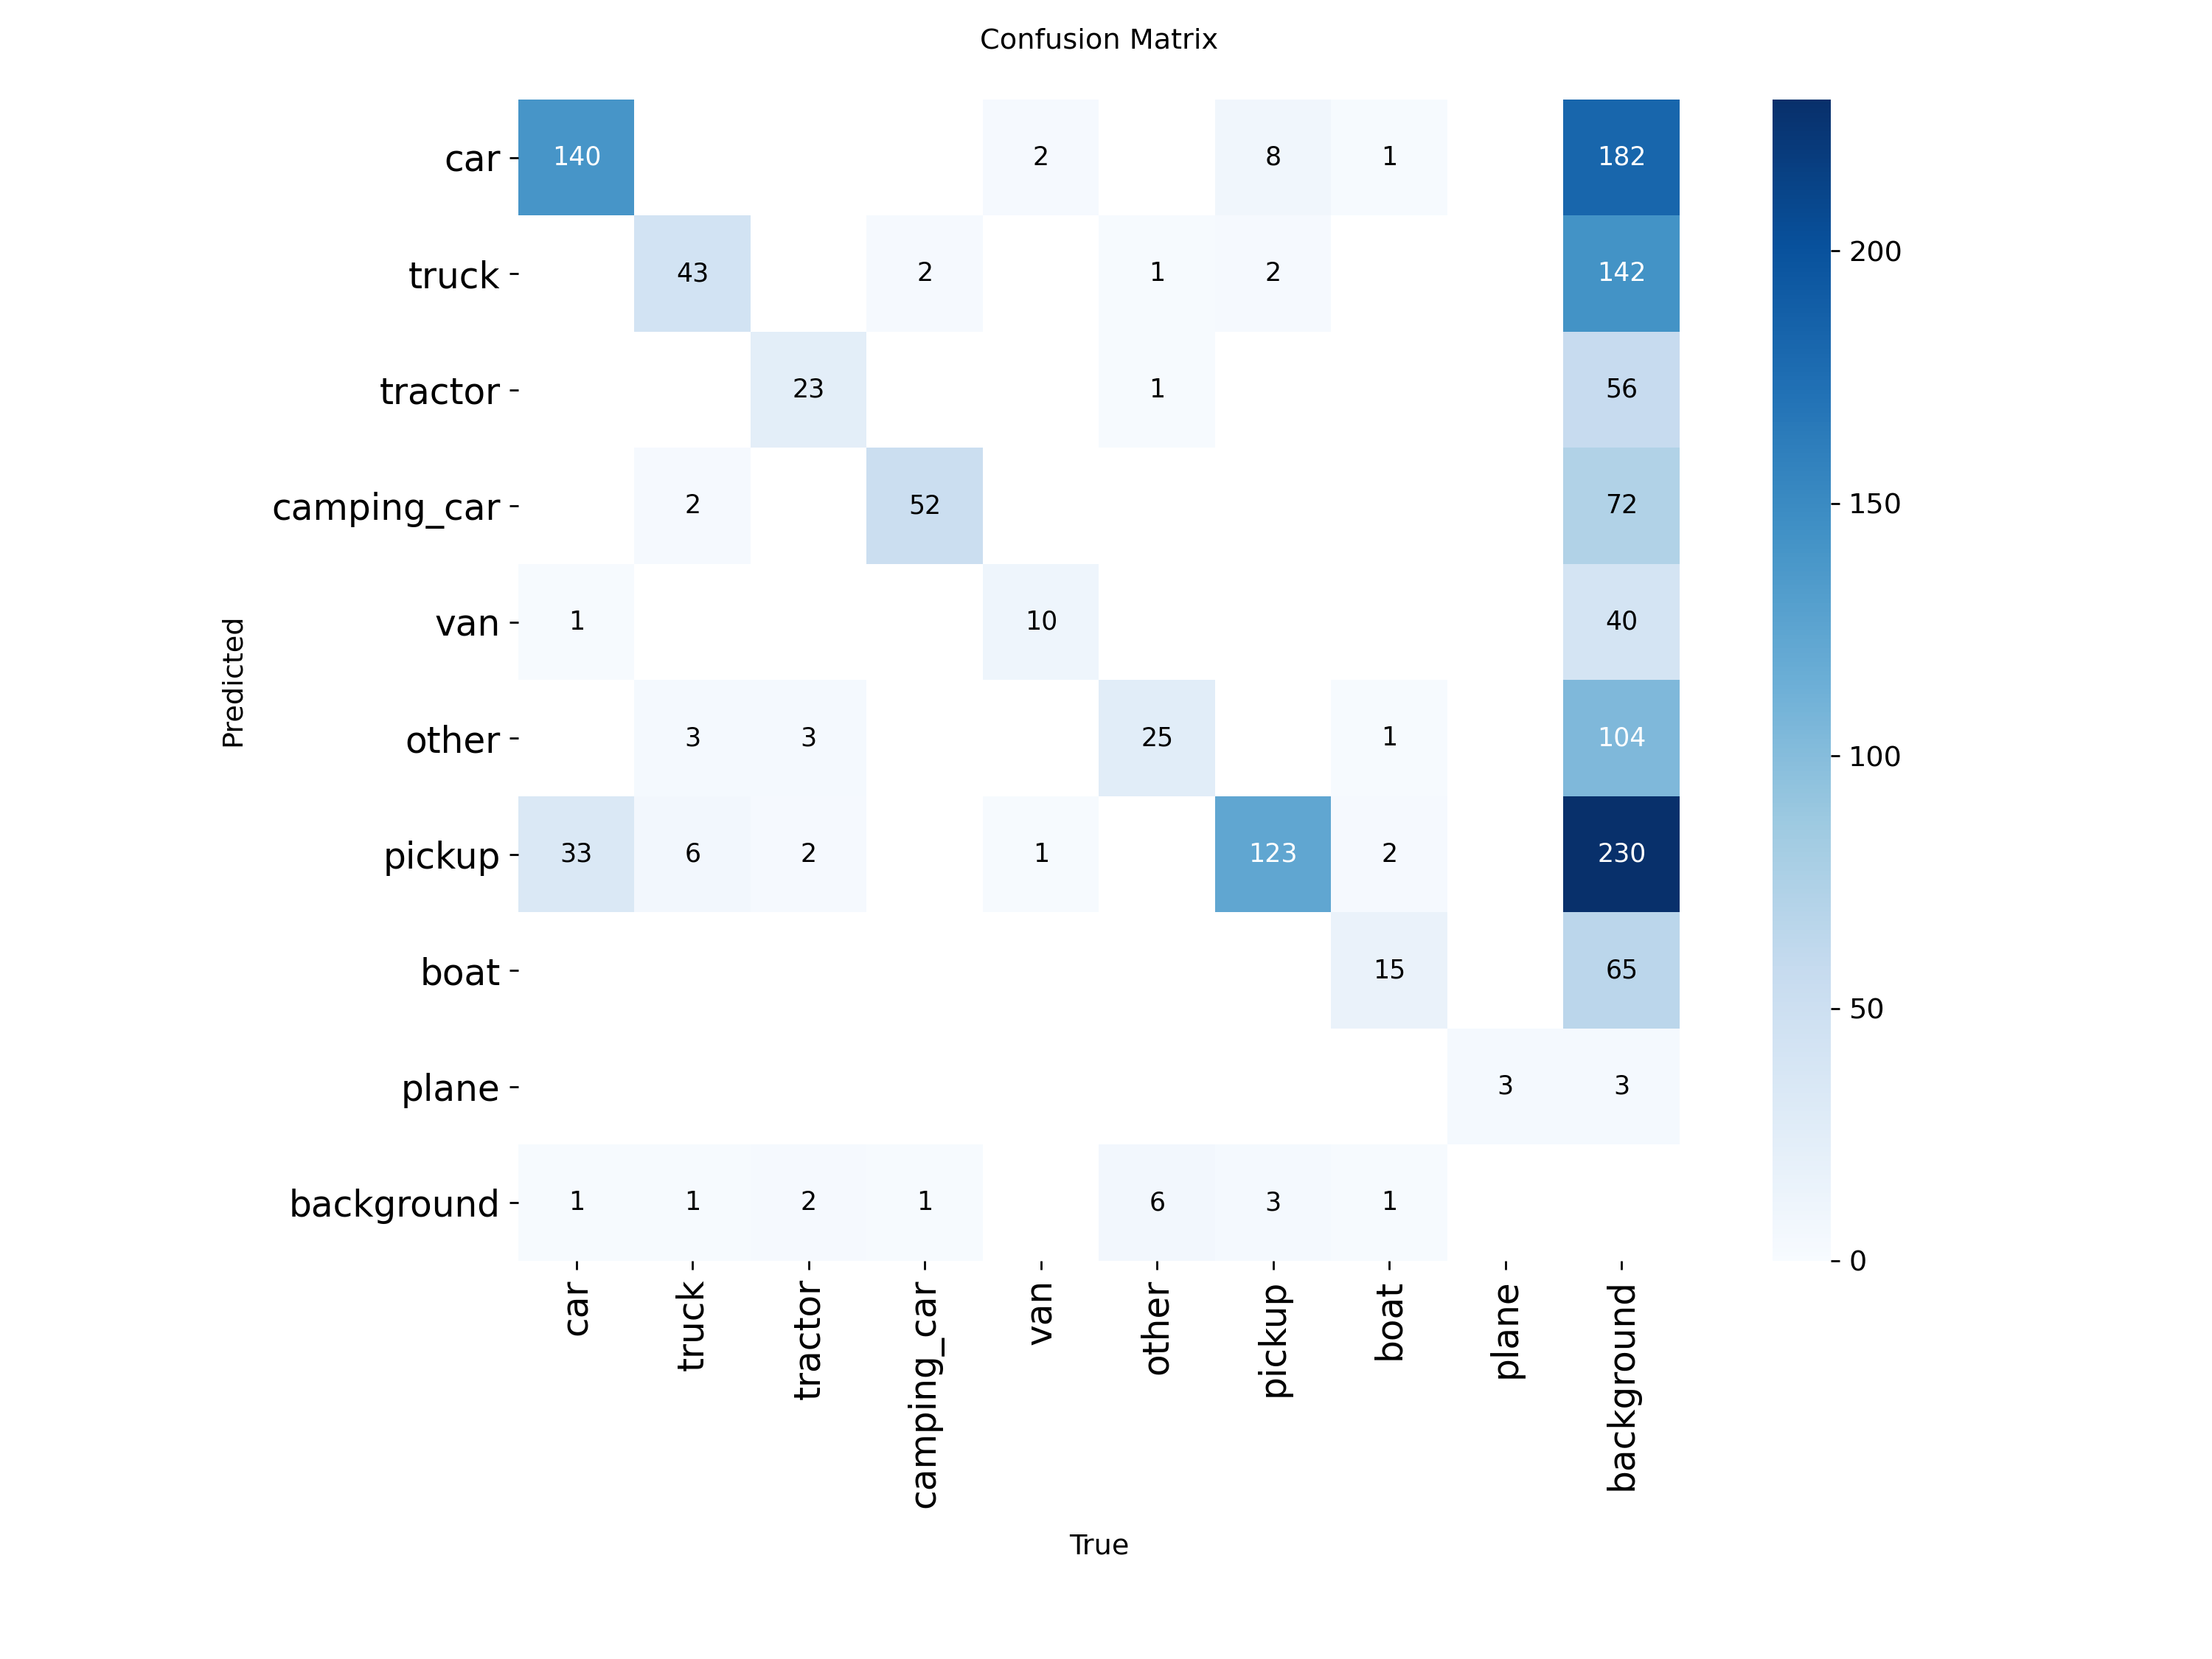 Confusion Matrix
car 140 2 8 1 182
truck 43 2 1 2 142
tractor 23 1 56
camping_car 2 52 72
van 1 10 40
other 3 3 25 1 104
pickup 33 6 2 1 123 2 230
boat 15 65
plane 3 3
background 1 1 2 1 6 3 1
Predicted
car truck tractor camping_car van other pickup boat plane background
True
200
150
100
50
0